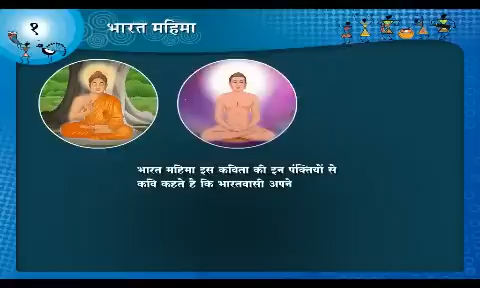 १
भारत महिमा
भारत महिमा इस कविता की इन पंक्तियों से
कवि कहते है कि भारतवासी अपने